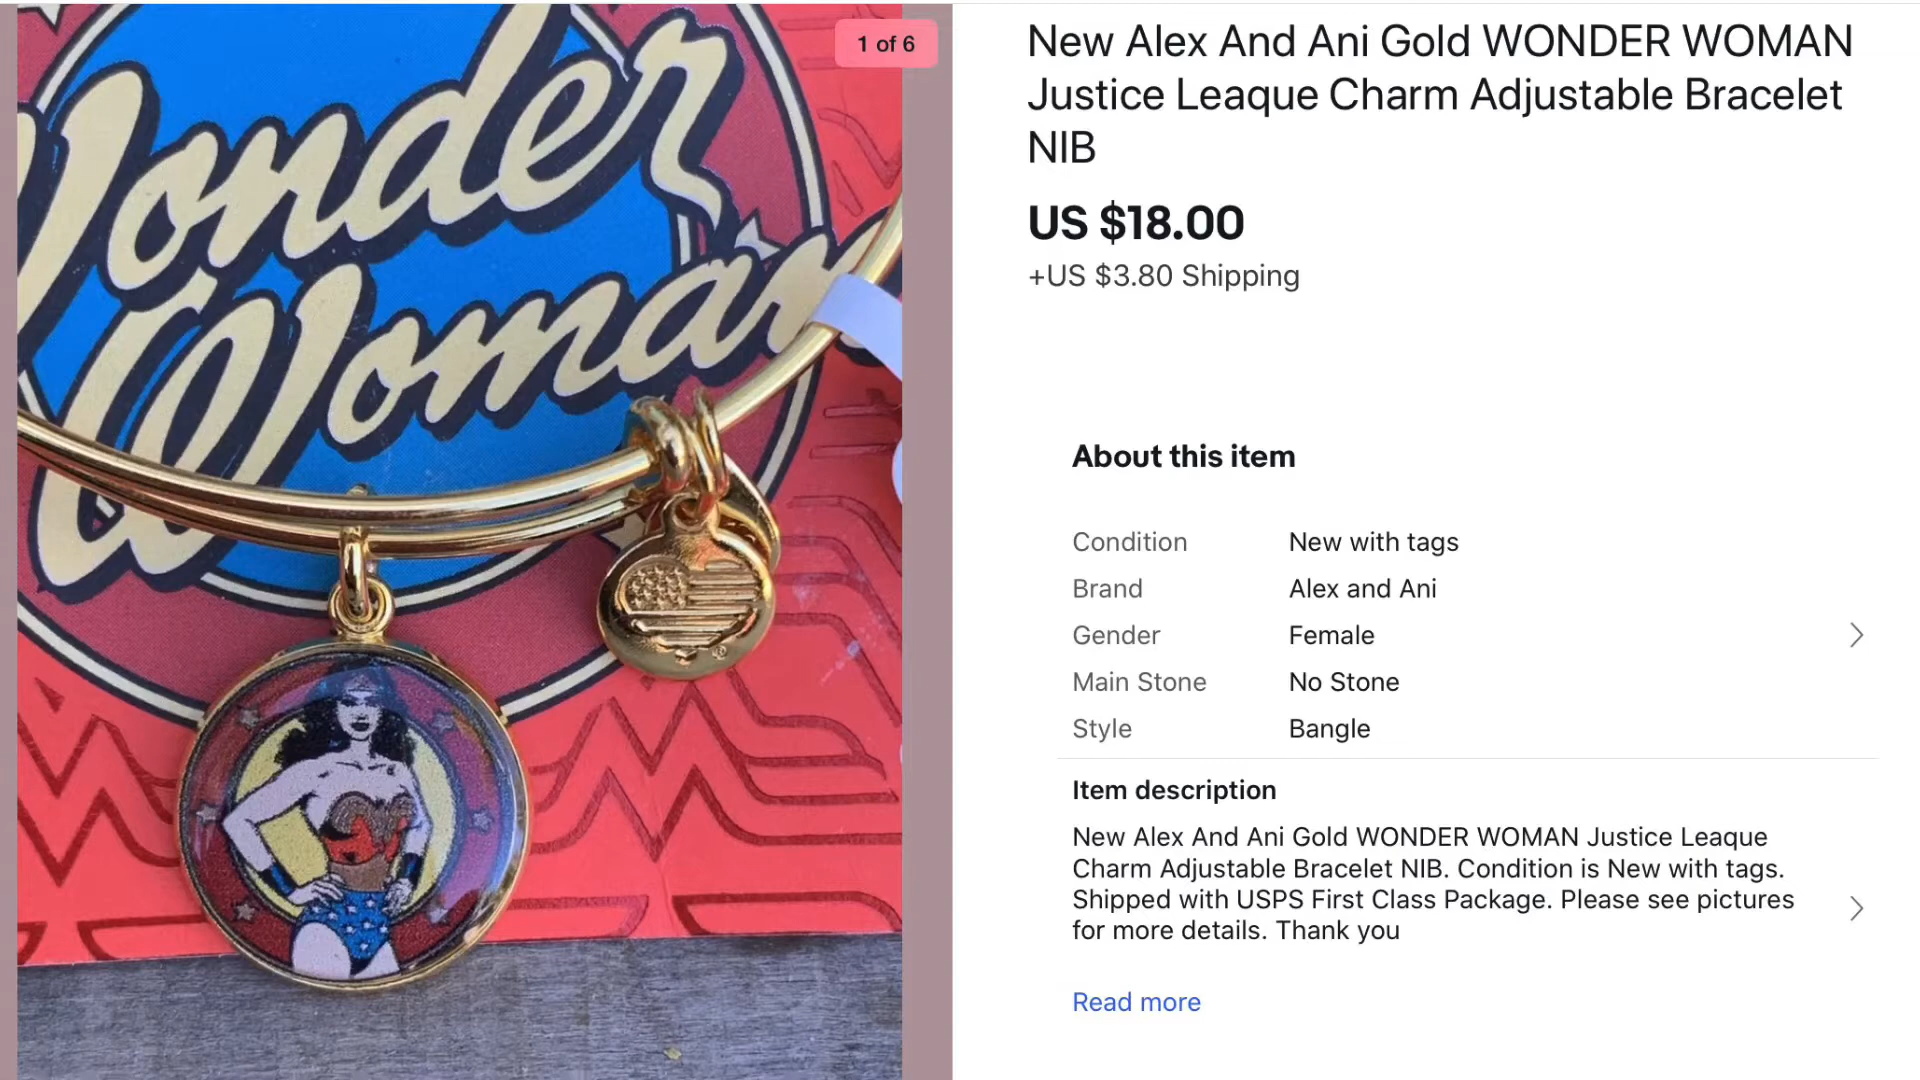 1 of 6
Wonder
Woman
New Alex And Ani Gold WONDER WOMAN
Justice Leaque Charm Adjustable Bracelet
NIB
US $18.00
+US $3.80 Shipping
About this item
Condition New with tags
Brand Alex and Ani
Gender Female
Main Stone No Stone
Style Bangle
Item description
New Alex And Ani Gold WONDER WOMAN Justice Leaque
Charm Adjustable Bracelet NIB. Condition is New with tags.
Shipped with USPS First Class Package. Please see pictures
for more details. Thank you
Read more